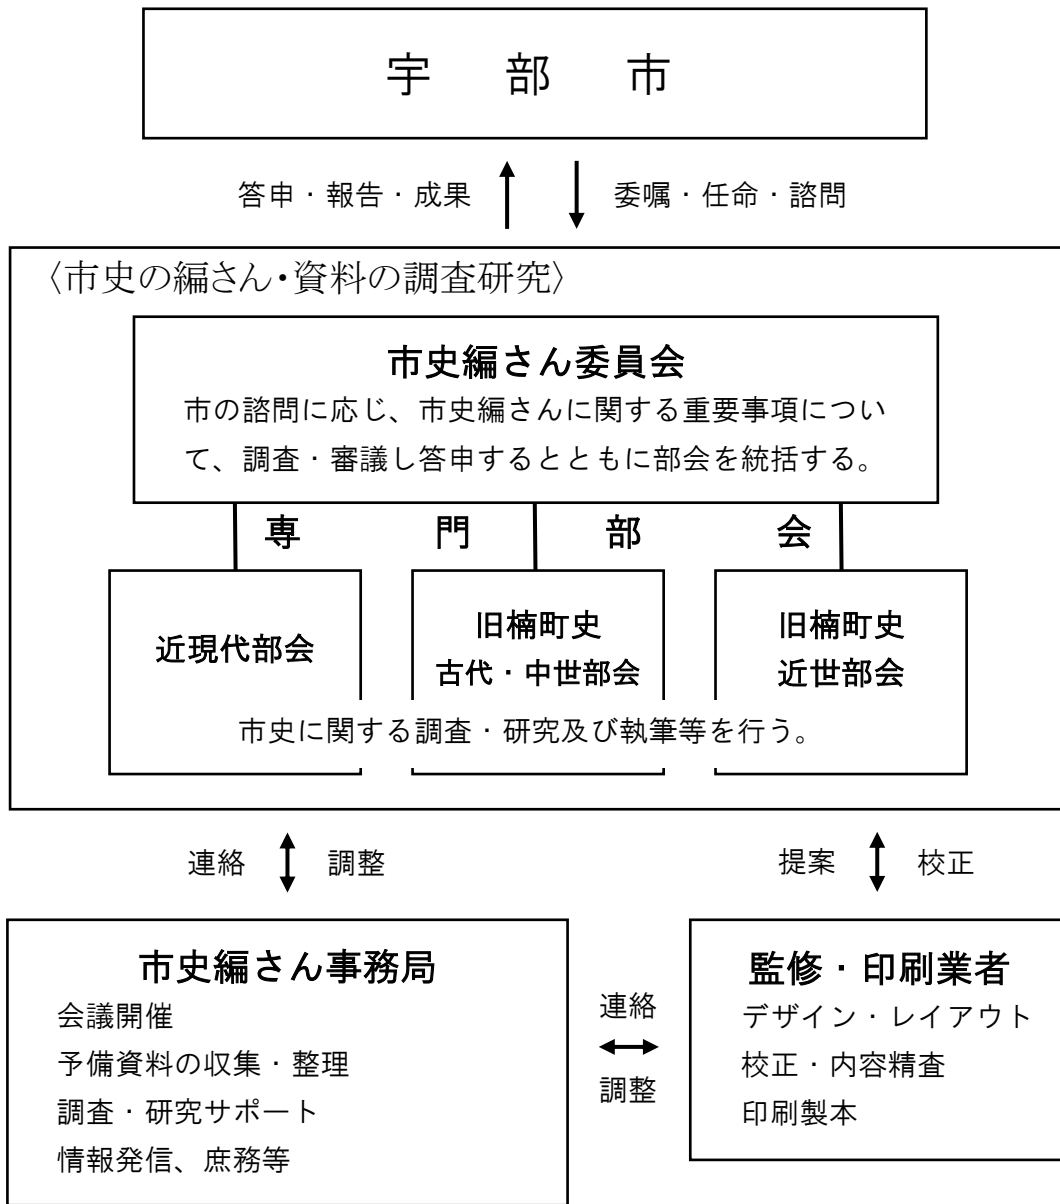 宇部市
答申・報告・成果
委嘱・任命・諮問
〈市史の編さん・資料の調査研究〉
市史編さん委員会
市の諮問に応じ、市史編さんに関する重要事項につい
て、調査・審議し答申するとともに部会を統括する。
専門部会
近現代部会
旧楠町史
古代・中世部会
旧楠町史
近世部会
市史に関する調査・研究及び執筆等を行う。
連絡
調整
提案
校正
市史編さん事務局
会議開催
予備資料の収集・整理
調査・研究サポート
情報発信、庶務等
連絡
調整
監修・印刷業者
デザイン・レイアウト
校正・内容精査
印刷製本